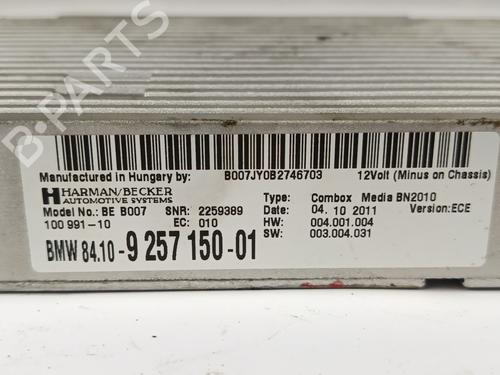 B-PARTS
Manufactured in Hungary by: B007JY0B2746703 12Volt (Minus on Chassis)
HARMAN/BECKER
AUTOMOTIVE SYSTEMS
Type: Combox Media BN2010
Model No.: BE B007 SNR: 2259389 Date: 04. 10 2011 Version: ECE
100 991-10 EC: 010 HW: 004.001.004
SW: 003.004.031
BMW 84.10-9 257 150-01